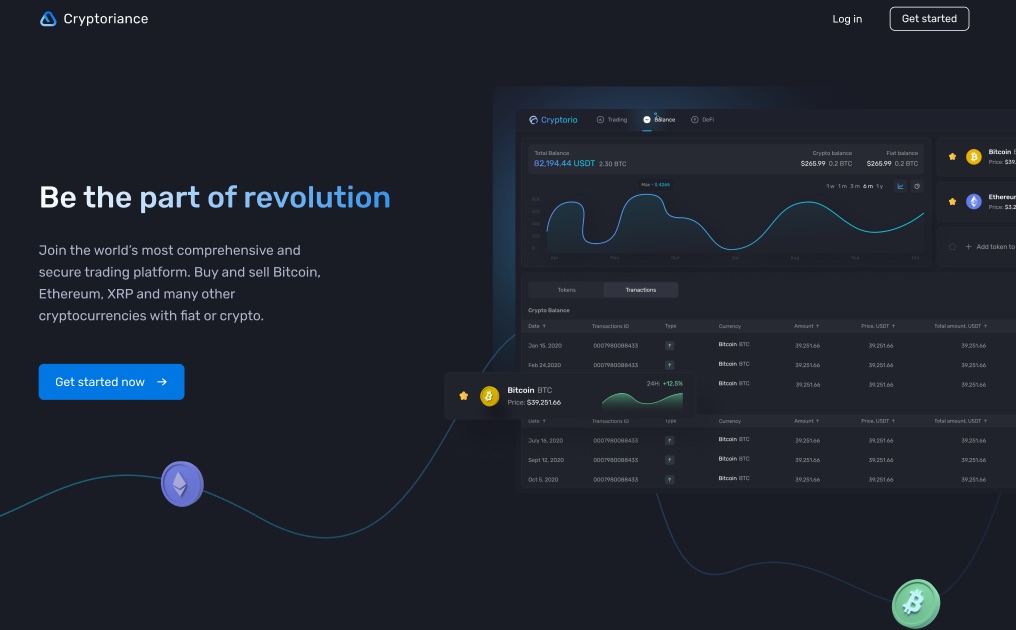 Cryptoriance
Log in
Get started
Be the part of revolution
Join the world's most comprehensive and
secure trading platform. Buy and sell Bitcoin,
Ethereum, XRP and many other
cryptocurrencies with fiat or crypto.
Get started now
Cryptorio
Trading
Balance
DeFi
Total Balance
82,194.44 USDT 2.30 BTC
Crypto balance
$265.99 0.2 BTC
Fiat balance
$265.99 0.2 BTC
1 w 1 m 3 m 6 m 1 y
Max - 0.4265
Bitcoin
Price: $39,
Ethereum
Price: $3,2
+ Add token to
Tokens
Transactions
Crypto Balance
Date Transactions ID Type Currency Amount Price, USDT Total amount, USDT
Jan 15, 2020 0007980088433 Bitcoin BTC 39,251.66 39,251.66 39,251.66
Feb 24,2020 0007980088433 Bitcoin BTC 39,251.66 39,251.66 39,251.66
Bitcoin BTC 39,251.66 39,251.66 39,251.66
Bitcoin BTC
Price: $39,251.66
24H: +12.5%
Date Transactions ID Type Currency Amount Price, USDT Total amount, USDT
July 16, 2020 0007980088433 Bitcoin BTC 39,251.66 39,251.66 39,251.66
Sept 12, 2020 0007980088433 Bitcoin BTC 39,251.66 39,251.66 39,251.66
Oct 5, 2020 0007980088433 Bitcoin BTC 39,251.66 39,251.66 39,251.66